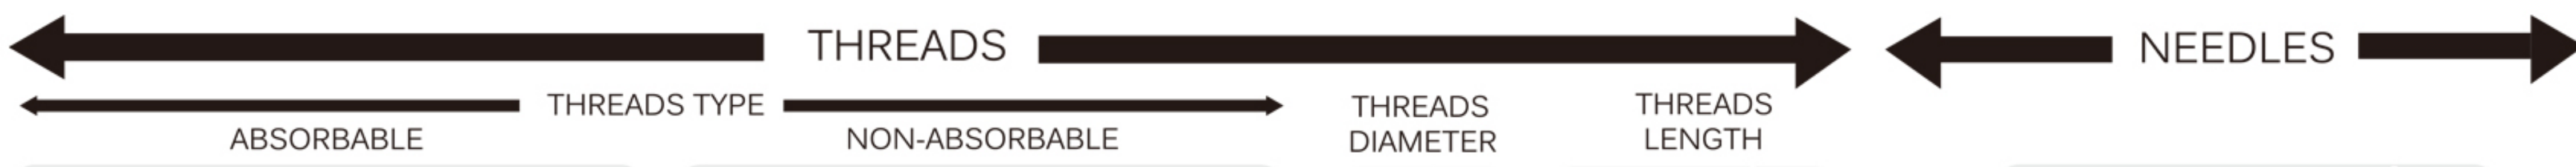 THREADS
NEEDLES
THREADS TYPE
THREADS
DIAMETER
THREADS
LENGTH
ABSORBABLE
NON-ABSORBABLE